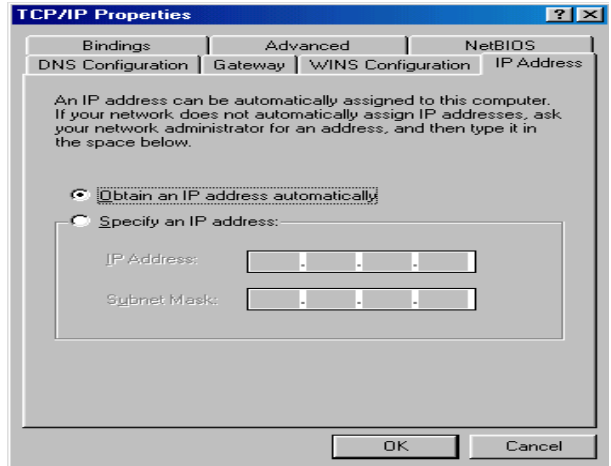 TCP/IP Properties
Bindings
Advanced
NetBIOS
DNS Configuration
Gateway
WINS Configuration
IP Address
An IP address can be automatically assigned to this computer.
If your network does not automatically assign IP addresses, ask
your network administrator for an address, and then type it in
the space below.
Obtain an IP address automatically
Specify an IP address:
IP Address:
. . .
Subnet Mask:
. . .
OK
Cancel